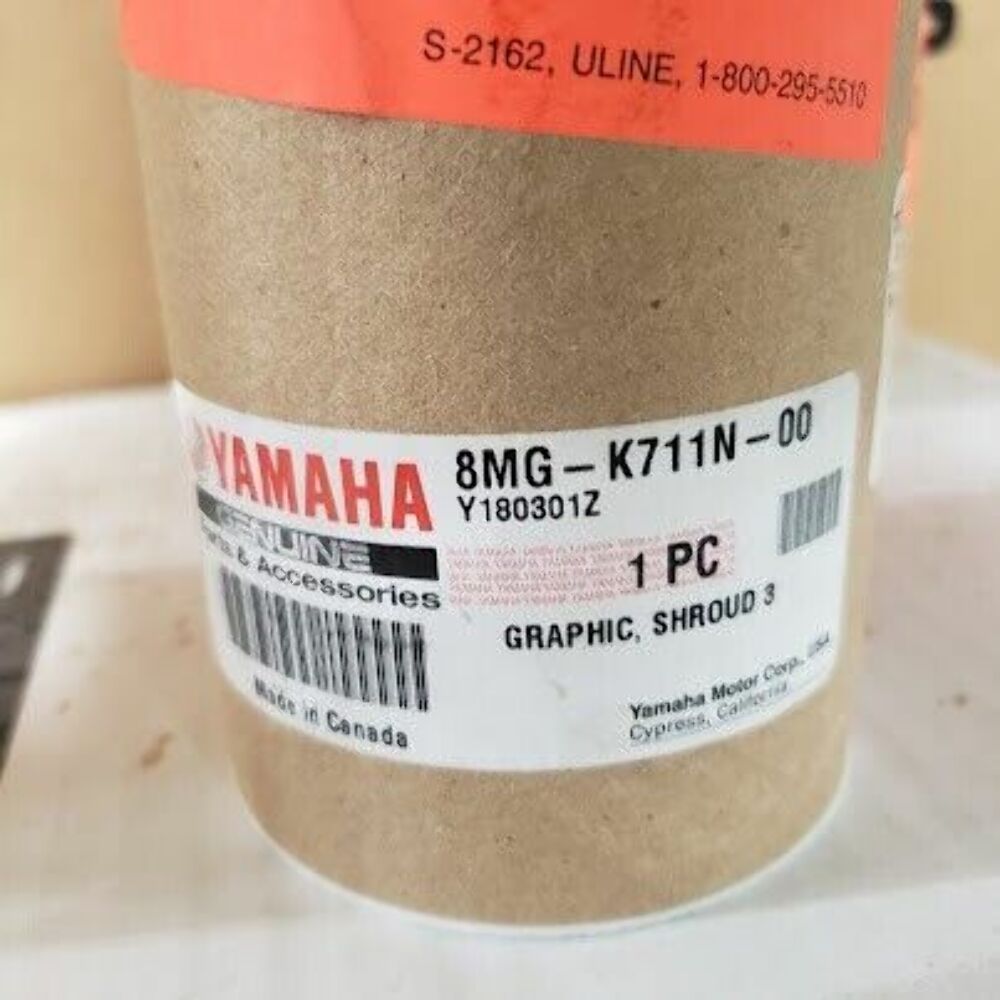 S-2162, ULINE, 1-800-295-5510
YAMAHA
GENUINE
Parts & Accessories
Made in Canada
8MG-K711N-00
Y180301Z
1 PC
GRAPHIC, SHROUD 3
Yamaha Motor Corp., USA
Cypress, California